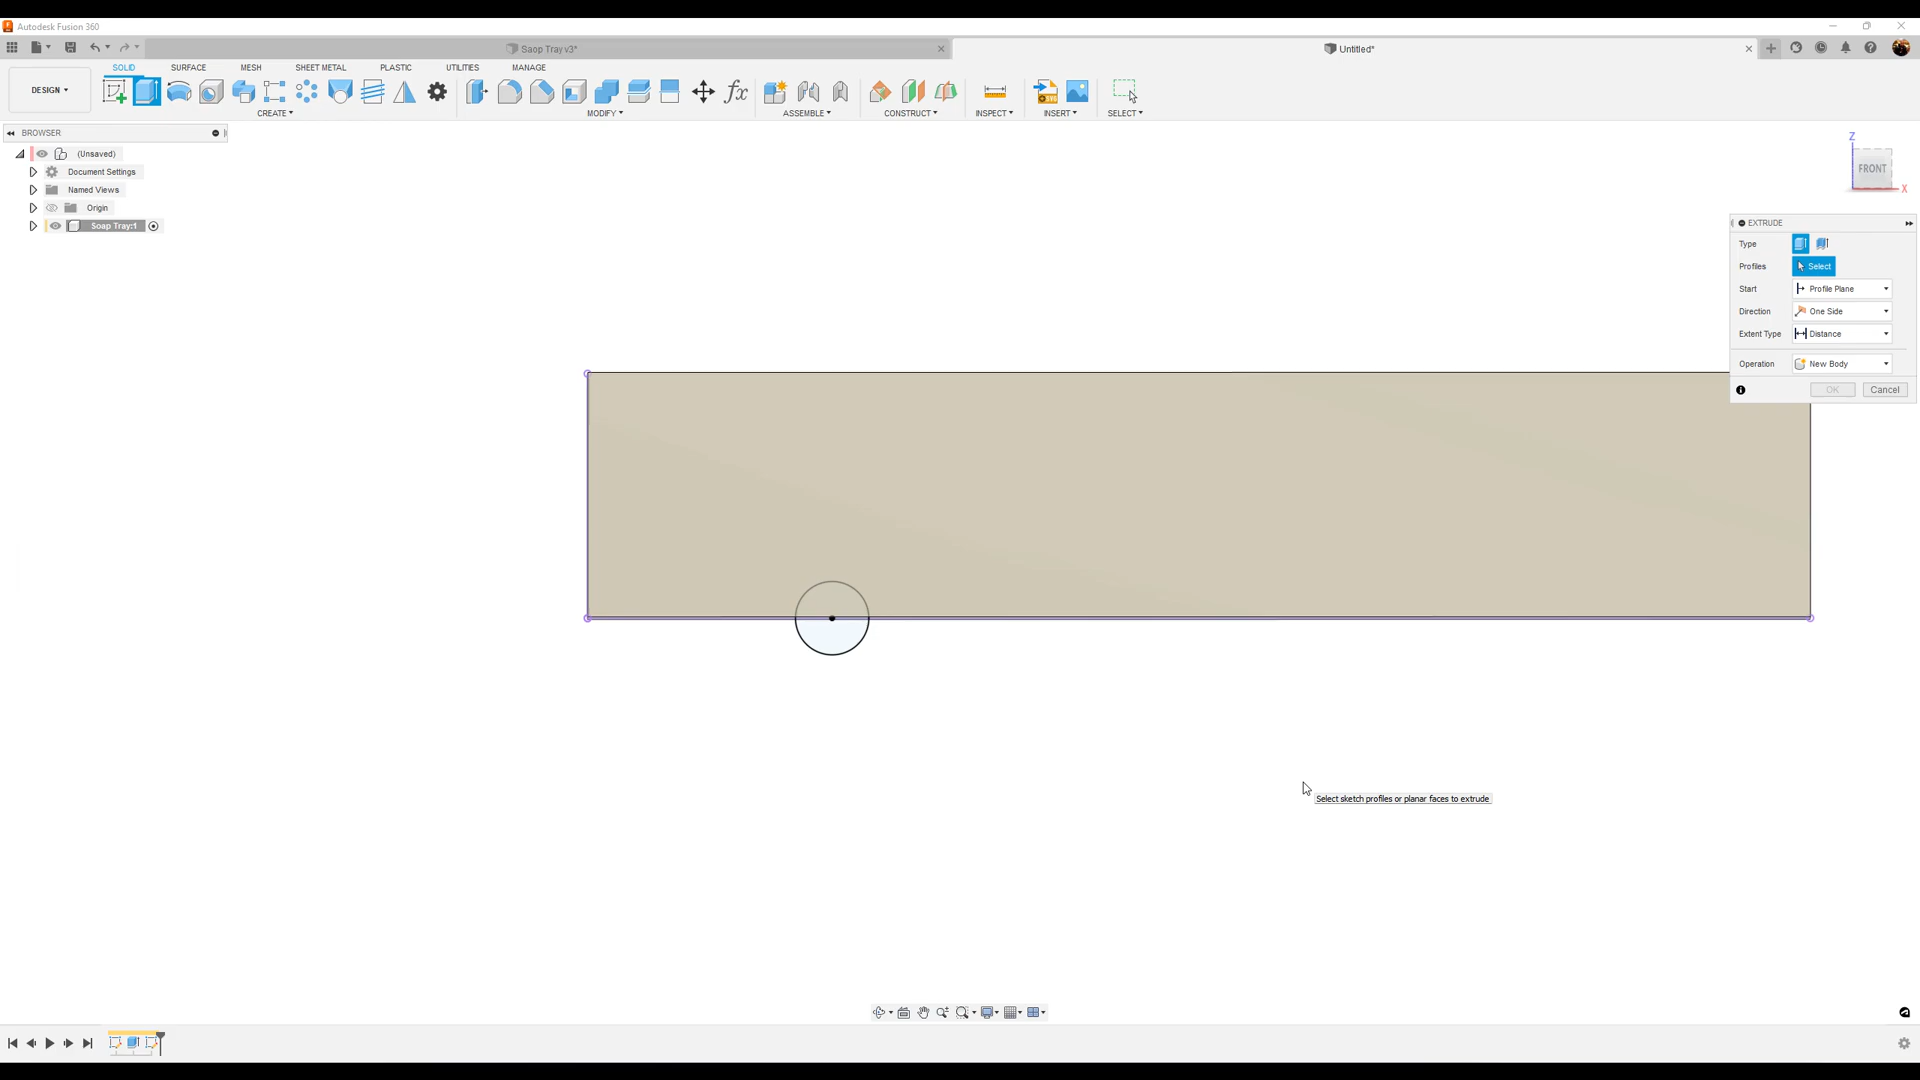 Autodesk Fusion 360
Saop Tray v3*
Untitled*
DESIGN
SOLID
SURFACE
MESH
SHEET METAL
PLASTIC
UTILITIES
MANAGE
CREATE
MODIFY
fx
ASSEMBLE
CONSTRUCT
INSPECT
INSERT
SELECT
BROWSER
(Unsaved)
Document Settings
Named Views
Origin
Soap Tray:1
Z
FRONT
X
EXTRUDE
Type
Profiles Select
Start Profile Plane
Direction One Side
Extent Type Distance
Operation New Body
OK Cancel
Select sketch profiles or planar faces to extrude